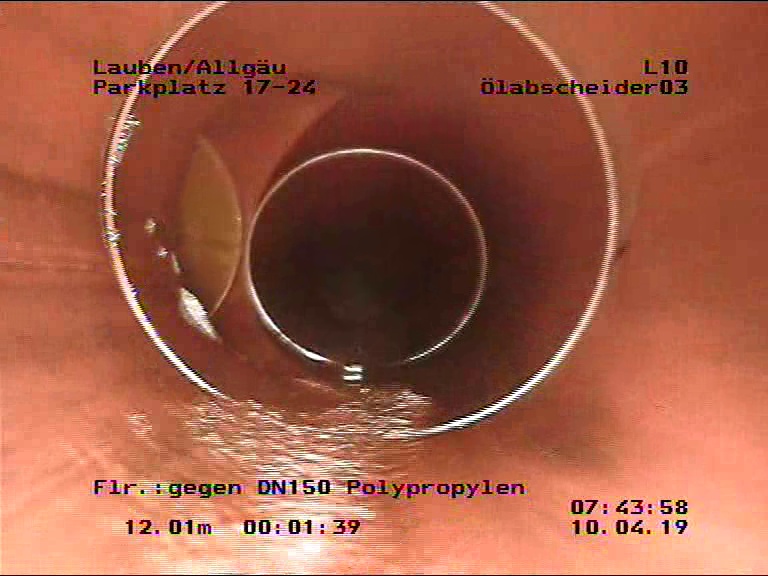 Lauben/Allgäu
L10
Parkplatz 17-24
Ölabscheider03
Flr.:gegen DN150 Polypropylen
07:43:58
12.01m 00:01:39
10.04.19